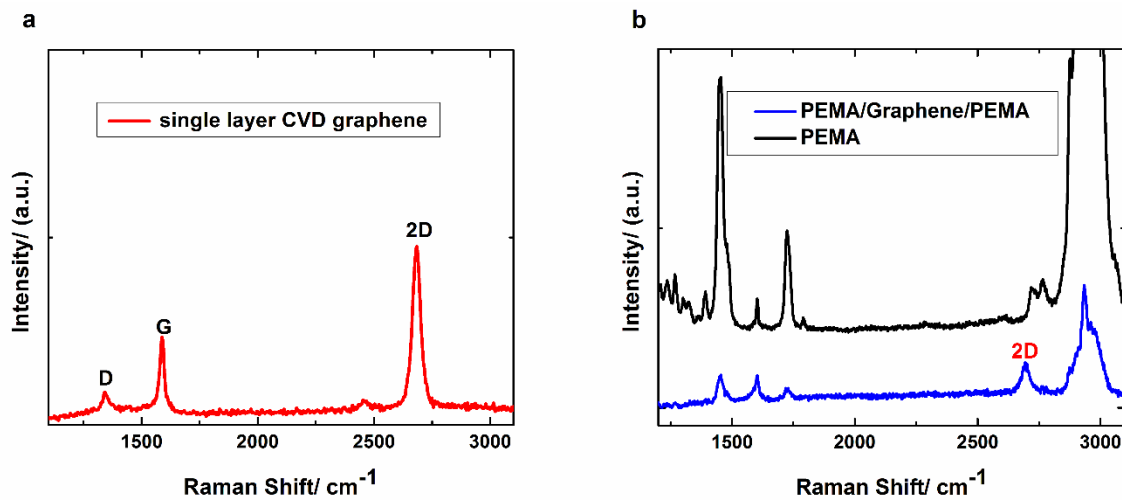 a
single layer CVD graphene
D
G
2D
Intensity/ (a.u.)
1500
2000
2500
3000
Raman Shift/ cm-1
b
PEMA/Graphene/PEMA
PEMA
2D
Intensity/ (a.u.)
1500
2000
2500
3000
Raman Shift/ cm-1